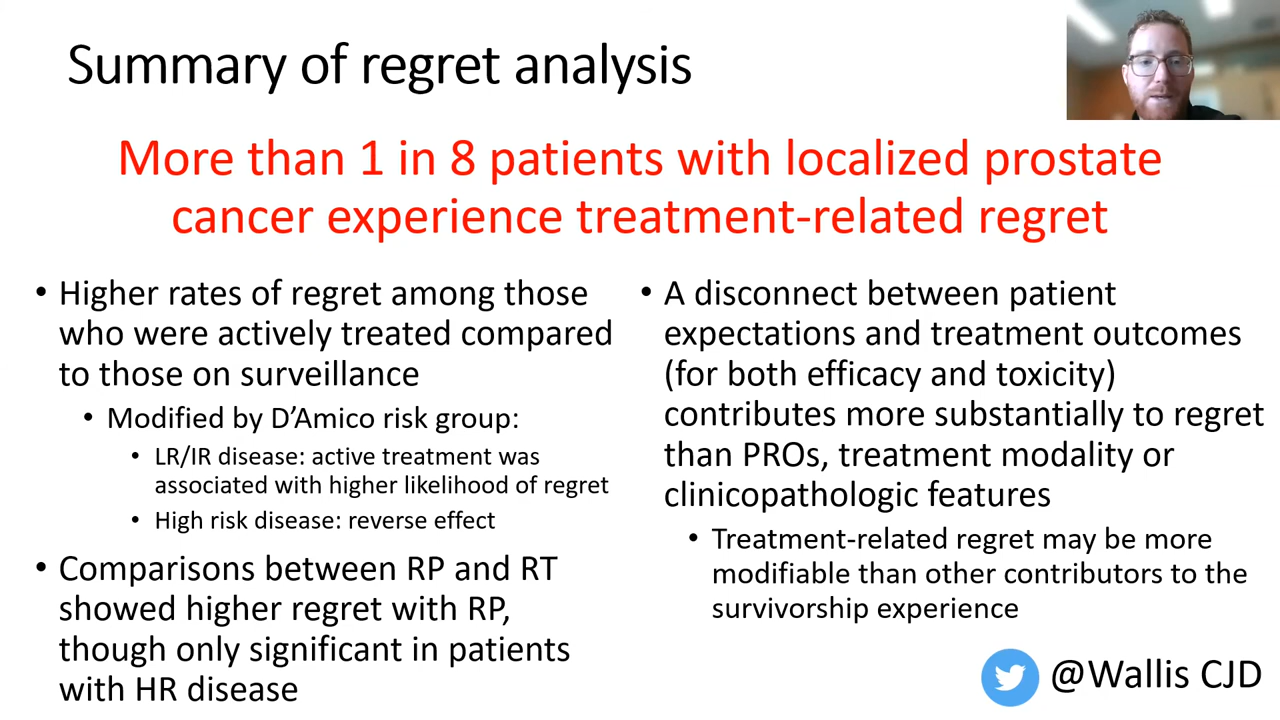 Summary of regret analysis
More than 1 in 8 patients with localized prostate
cancer experience treatment-related regret
• Higher rates of regret among those
who were actively treated compared
to those on surveillance
• Modified by D’Amico risk group:
• LR/IR disease: active treatment was
associated with higher likelihood of regret
• High risk disease: reverse effect
• Comparisons between RP and RT
showed higher regret with RP,
though only significant in patients
with HR disease
• A disconnect between patient
expectations and treatment outcomes
(for both efficacy and toxicity)
contributes more substantially to regret
than PROs, treatment modality or
clinicopathologic features
• Treatment-related regret may be more
modifiable than other contributors to the
survivorship experience
@Wallis CJD